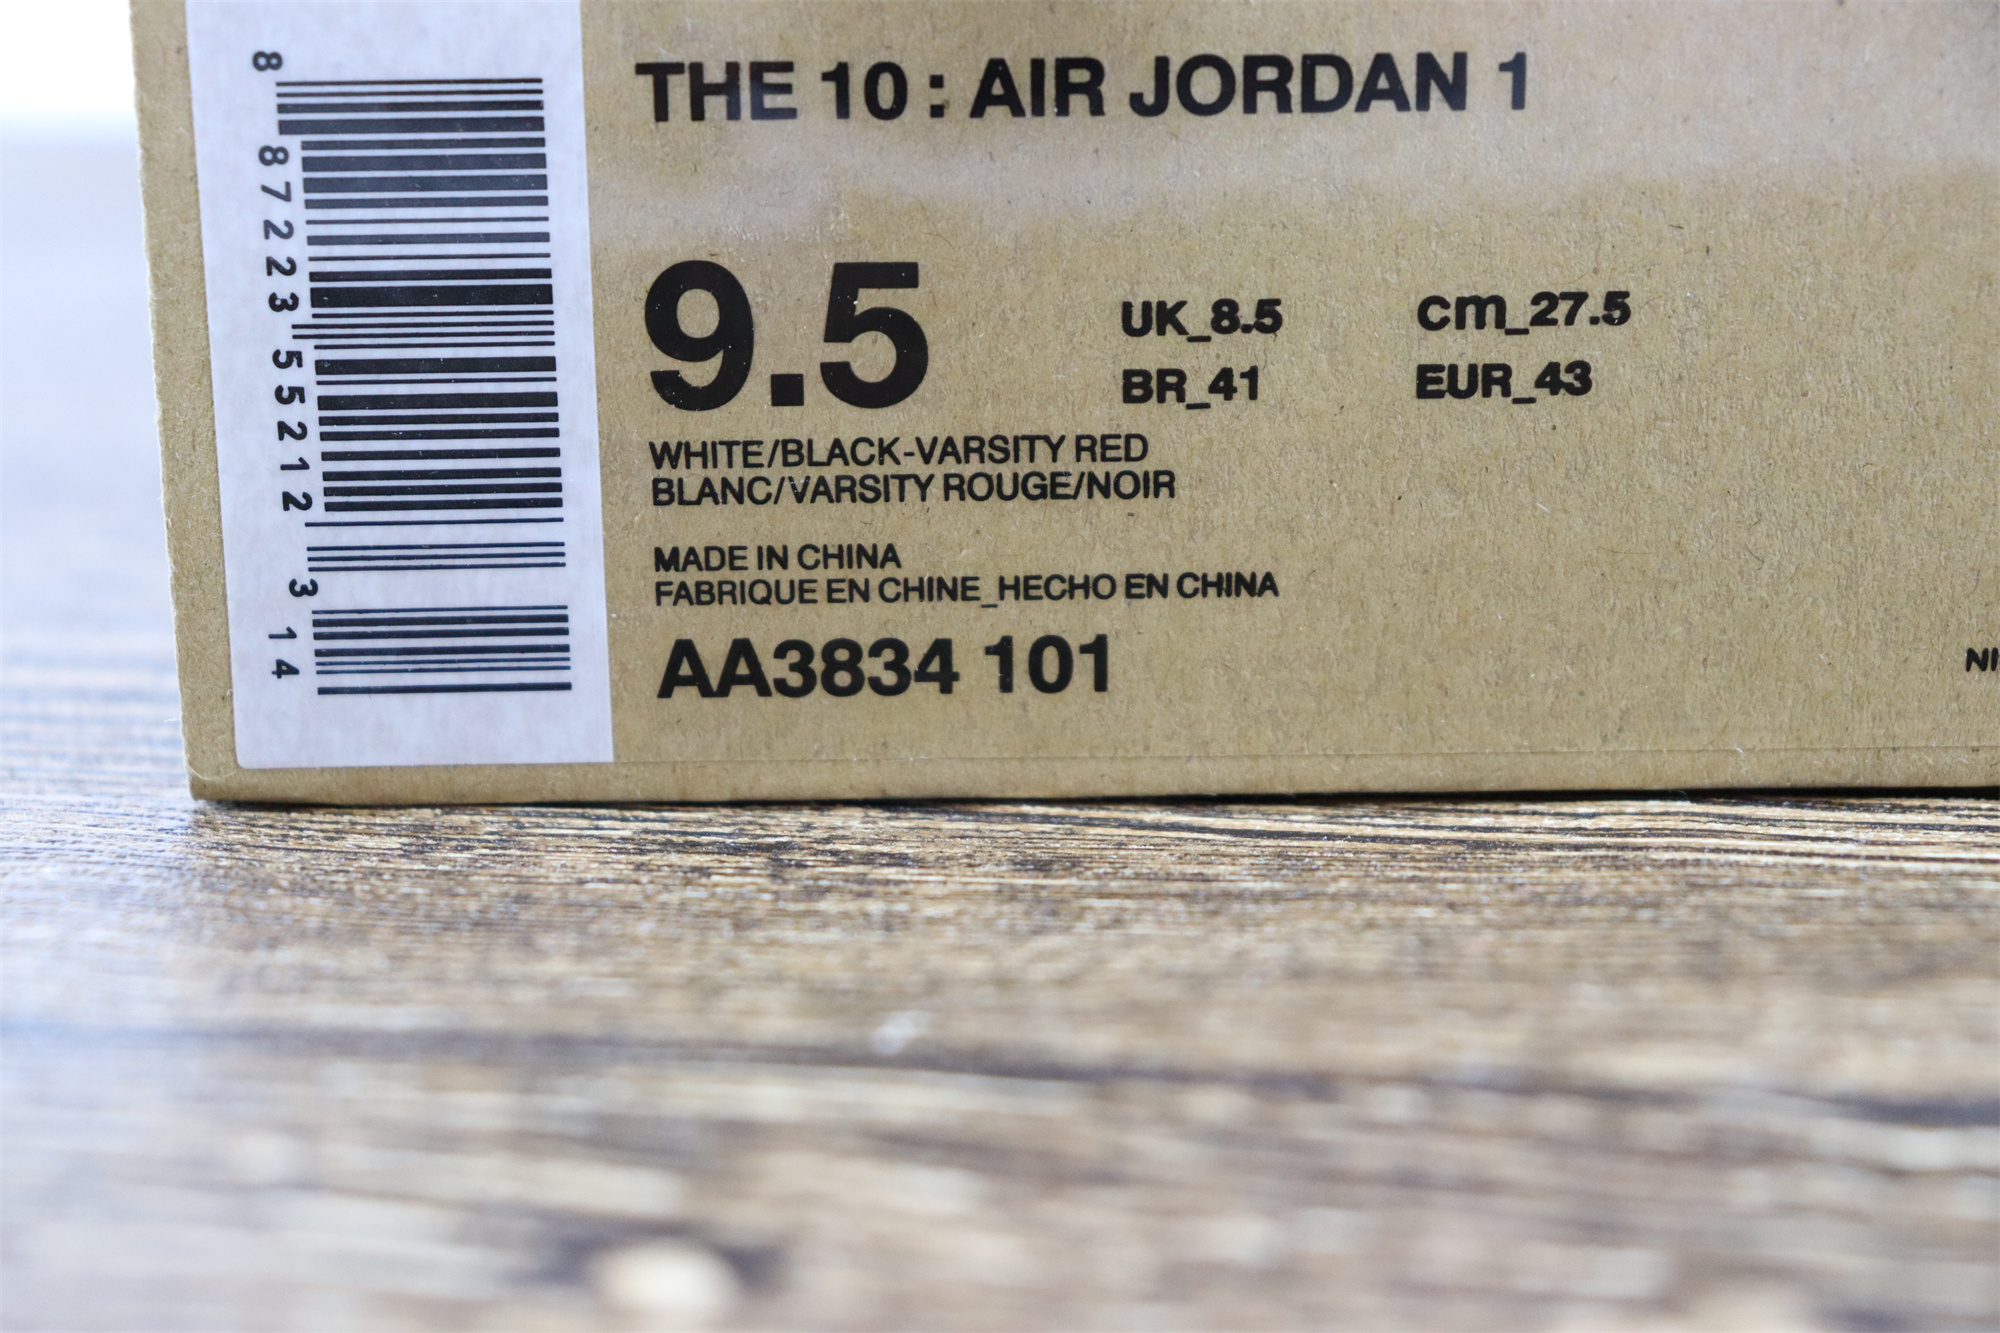 8 87223 55212 3 14
THE 10 : AIR JORDAN 1
9.5
UK_8.5 cm_27.5
BR_41 EUR_43
WHITE/BLACK-VARSITY RED
BLANC/VARSITY ROUGE/NOIR
MADE IN CHINA
FABRIQUE EN CHINE_HECHO EN CHINA
AA3834 101